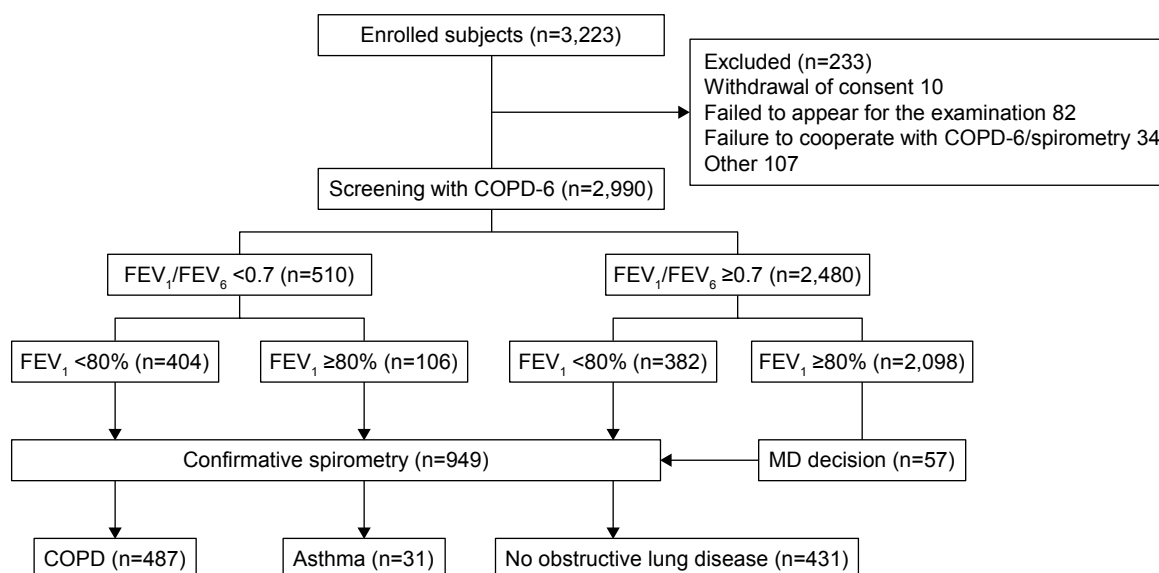 Enrolled subjects (n=3,223)
Excluded (n=233)
Withdrawal of consent 10
Failed to appear for the examination 82
Failure to cooperate with COPD-6/spirometry 34
Other 107
Screening with COPD-6 (n=2,990)
FEV₁/FEV₆ <0.7 (n=510)
FEV₁/FEV₆ ≥0.7 (n=2,480)
FEV₁ <80% (n=404)
FEV₁ ≥80% (n=106)
FEV₁ <80% (n=382)
FEV₁ ≥80% (n=2,098)
Confirmative spirometry (n=949)
MD decision (n=57)
COPD (n=487)
Asthma (n=31)
No obstructive lung disease (n=431)